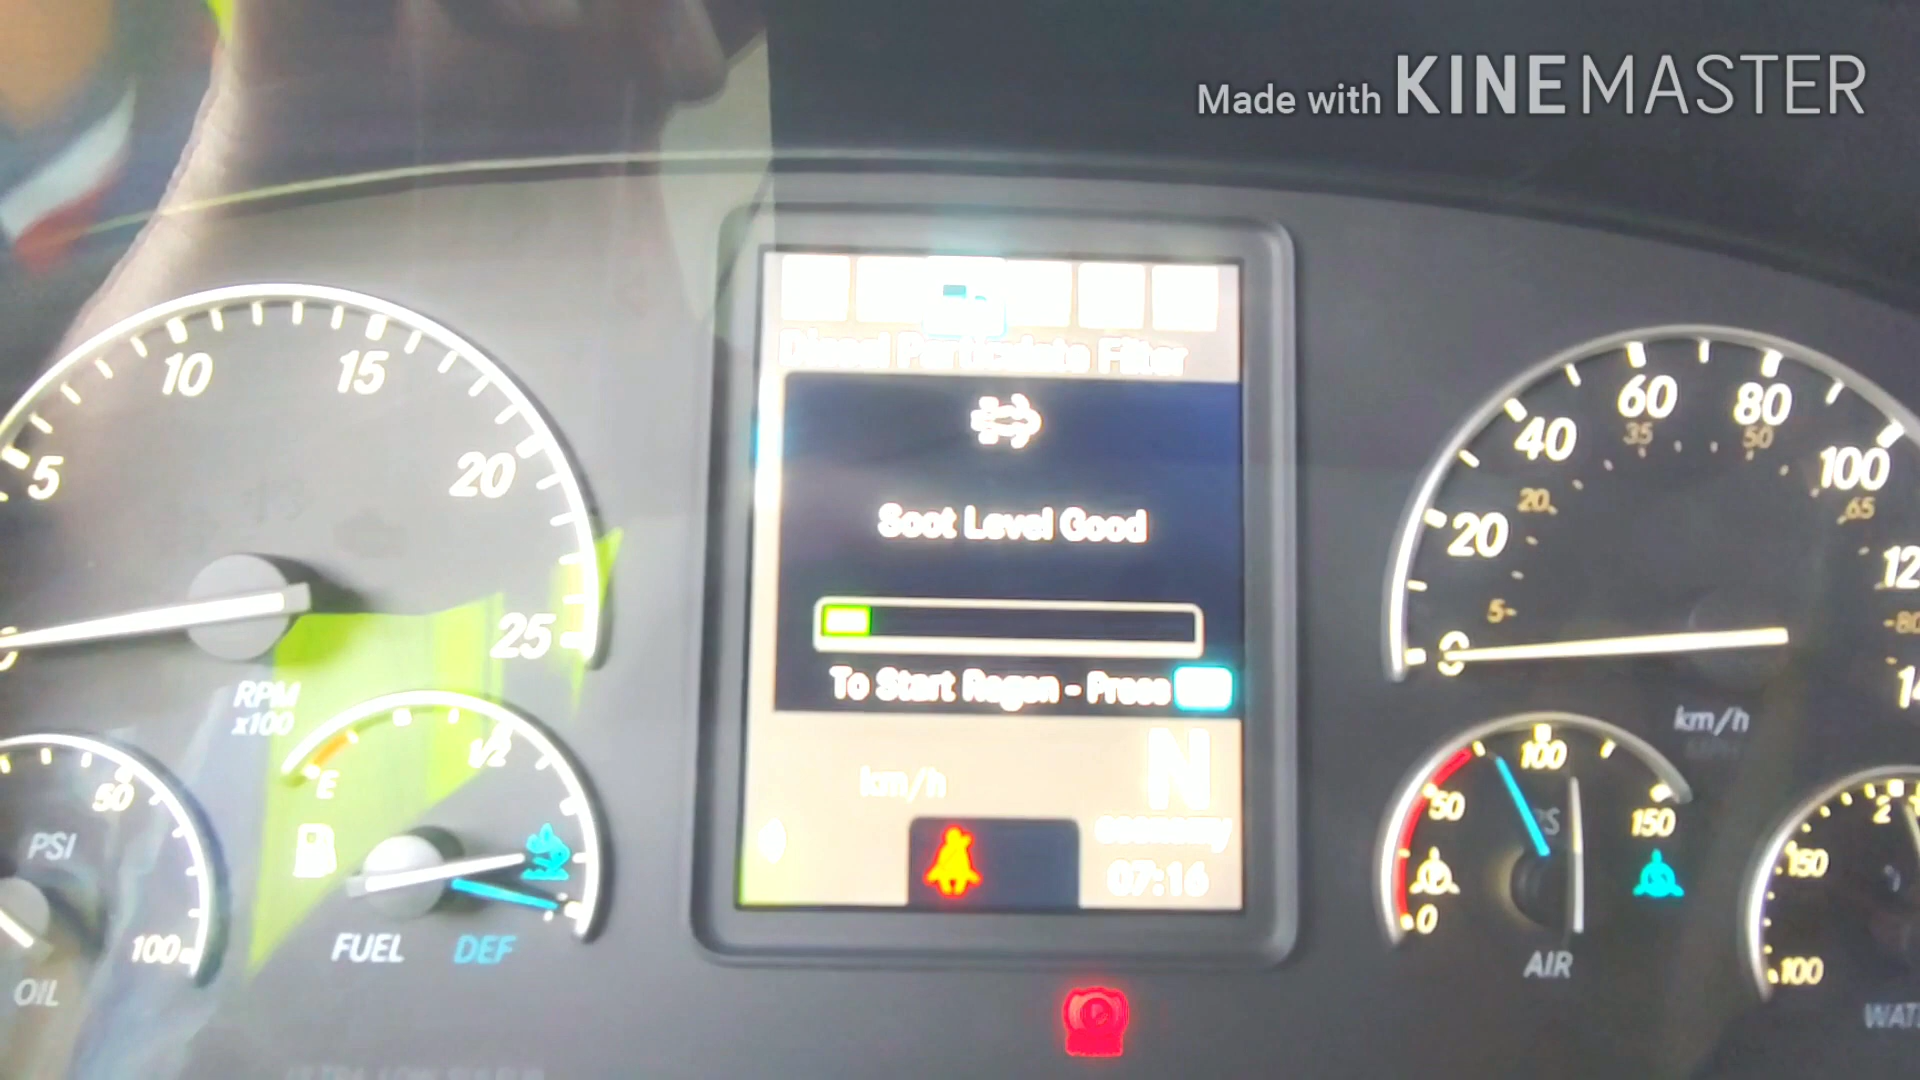 Made with KINEMASTER
5
10
15
20
25
RPM
x100
Diesel Particulate Filter
Soot Level Good
To Start Regen - Press
km/h
N
economy
07:16
0
20
40
60
80
100
5
20
35
50
65
km/h
50
PSI
100
OIL
E
1/2
FUEL
DEF
0
50
100
150
AIR
100
150